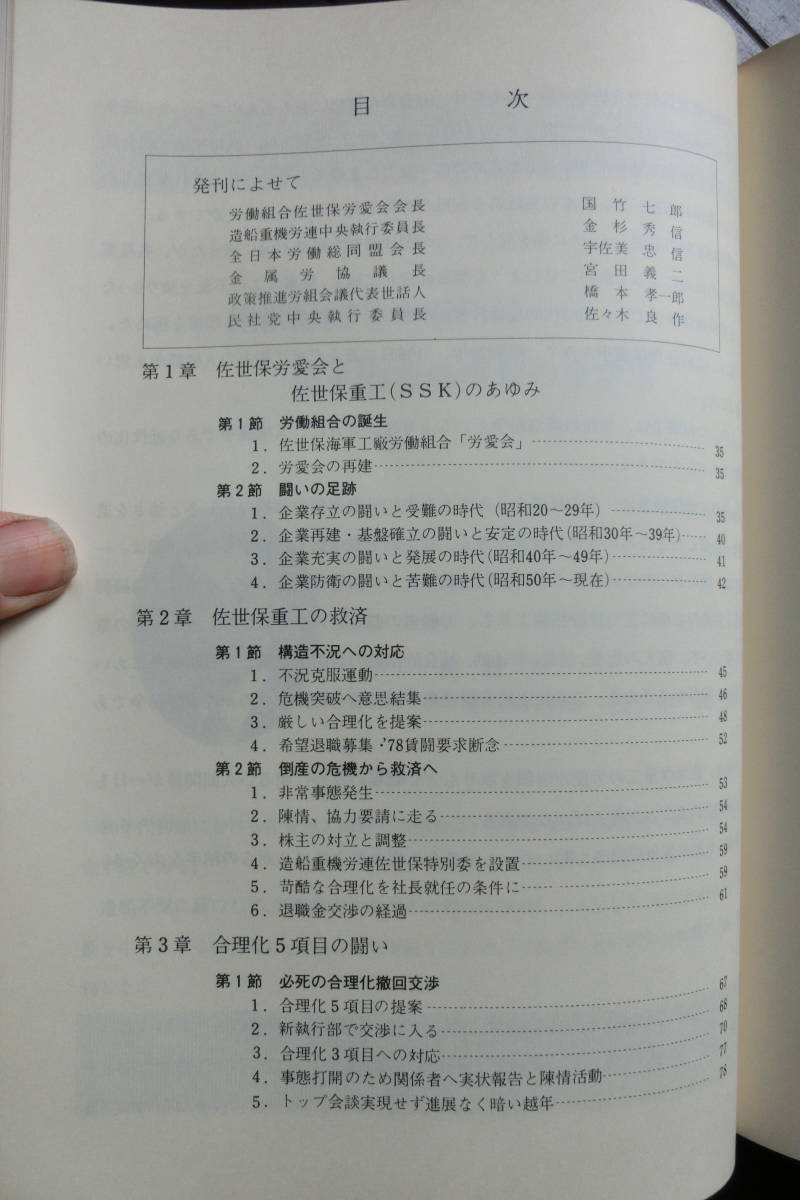 目　次
発刊によせて
労働組合佐世保労愛会会長　国竹七郎
造船重機労連中央執行委員長　金杉秀信
全日本労働総同盟会長　宇佐美忠信
金属労協議長　宮田義二
政策推進労組会議代表世話人　橋本孝一郎
民社党中央執行委員長　佐々木良作
第1章　佐世保労愛会と
佐世保重工(SSK)のあゆみ
第1節　労働組合の誕生
1．佐世保海軍工廠労働組合「労愛会」……35
2．労愛会の再建……35
第2節　闘いの足跡
1．企業存立の闘いと受難の時代（昭和20～29年）……35
2．企業再建・基盤確立の闘いと安定の時代(昭和30年～39年)……40
3．企業充実の闘いと発展の時代(昭和40年～49年)……41
4．企業防衛の闘いと苦難の時代(昭和50年～現在)……42
第2章　佐世保重工の救済
第1節　構造不況への対応
1．不況克服運動……45
2．危機突破へ意思結集……46
3．厳しい合理化を提案……48
4．希望退職募集・'78賃闘要求断念……52
第2節　倒産の危機から救済へ
1．非常事態発生……53
2．陳情、協力要請に走る……54
3．株主の対立と調整……54
4．造船重機労連佐世保特別委を設置……59
5．苛酷な合理化を社長就任の条件に……59
6．退職金交渉の経過……61
第3章　合理化5項目の闘い
第1節　必死の合理化撤回交渉
1．合理化5項目の提案……67
2．新執行部で交渉に入る……68
3．合理化3項目への対応……70
4．事態打開のため関係者へ実状報告と陳情活動……77
5．トップ会談実現せず進展なく暗い越年……78